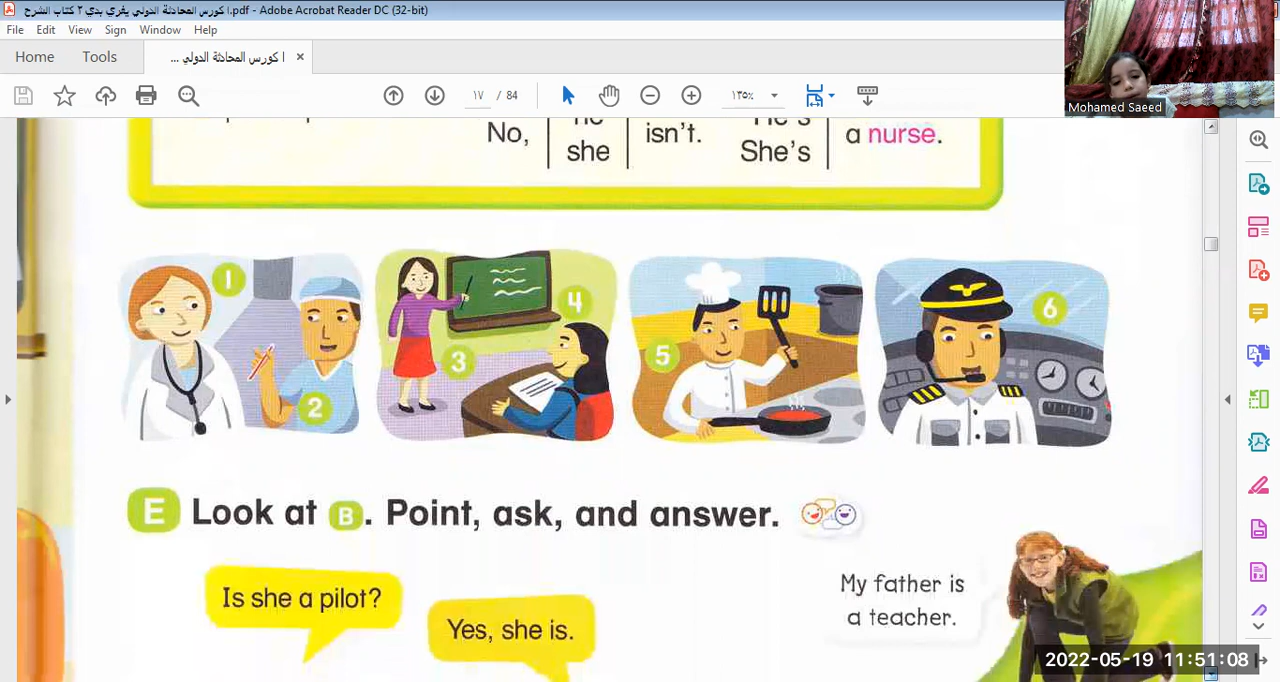 ا كورس المحادثة الدولي يفري بدي ٢ كتاب الشرح.pdf - Adobe Acrobat Reader DC (32-bit)
File Edit View Sign Window Help
Home Tools ا كورس المحادثة الدولي ... ×
١٧ / 84 ١٣٥%
Mohamed Saeed
No, she isn't. She's a nurse.
1
2
3
4
5
6
E Look at B. Point, ask, and answer.
Is she a pilot?
Yes, she is.
My father is
a teacher.
2022-05-19 11:51:08